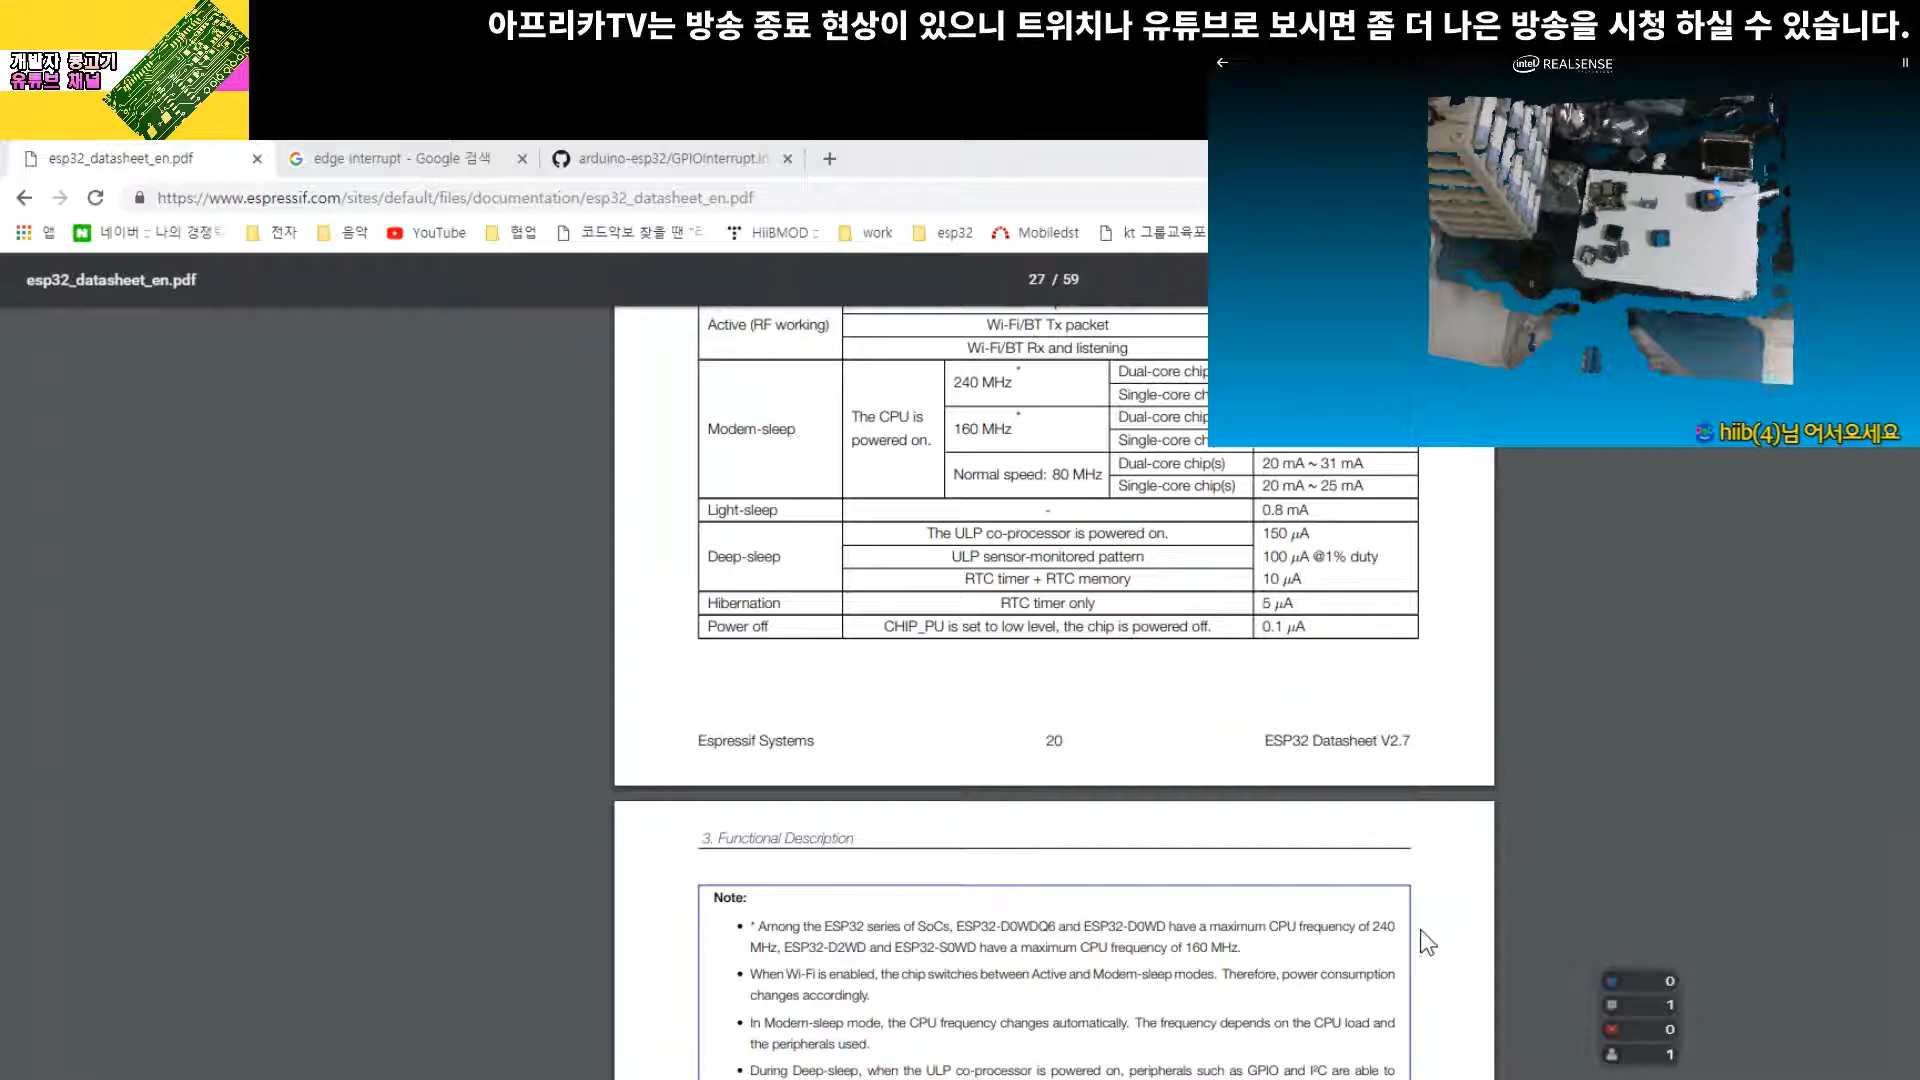 아프리카TV는 방송 종료 현상이 있으니 트위치나 유튜브로 보시면 좀 더 나은 방송을 시청 하실 수 있습니다.
개발자 통고기
유튜브 채널
intel REALSENSE
TECHNOLOGY
esp32_datasheet_en.pdf
edge interrupt - Google 검색
arduino-esp32/GPIOInterrupt.in
https://www.espressif.com/sites/default/files/documentation/esp32_datasheet_en.pdf
앱
네이버 :: 나의 경쟁
전자
음악
YouTube
협업
코드악보 찾을 땐 "
HiiBMOD ::
work
esp32
Mobiledst
kt 그룹교육포
esp32_datasheet_en.pdf
27 / 59
hiib(4)님 어서오세요
Active (RF working)
Wi-Fi/BT Tx packet
Wi-Fi/BT Rx and listening
Modem-sleep
The CPU is
powered on.
240 MHz *
Dual-core chip
Single-core ch
160 MHz *
Dual-core chip
Single-core ch
Normal speed: 80 MHz
Dual-core chip(s)
20 mA ~ 31 mA
Single-core chip(s)
20 mA ~ 25 mA
Light-sleep
-
0.8 mA
Deep-sleep
The ULP co-processor is powered on.
150 μA
ULP sensor-monitored pattern
100 μA @1% duty
RTC timer + RTC memory
10 μA
Hibernation
RTC timer only
5 μA
Power off
CHIP_PU is set to low level, the chip is powered off.
0.1 μA
Espressif Systems
20
ESP32 Datasheet V2.7
3. Functional Description
Note:
• * Among the ESP32 series of SoCs, ESP32-D0WDQ6 and ESP32-D0WD have a maximum CPU frequency of 240
MHz, ESP32-D2WD and ESP32-S0WD have a maximum CPU frequency of 160 MHz.
• When Wi-Fi is enabled, the chip switches between Active and Modem-sleep modes. Therefore, power consumption
changes accordingly.
• In Modem-sleep mode, the CPU frequency changes automatically. The frequency depends on the CPU load and
the peripherals used.
• During Deep-sleep, when the ULP co-processor is powered on, peripherals such as GPIO and I²C are able to
0
1
0
1